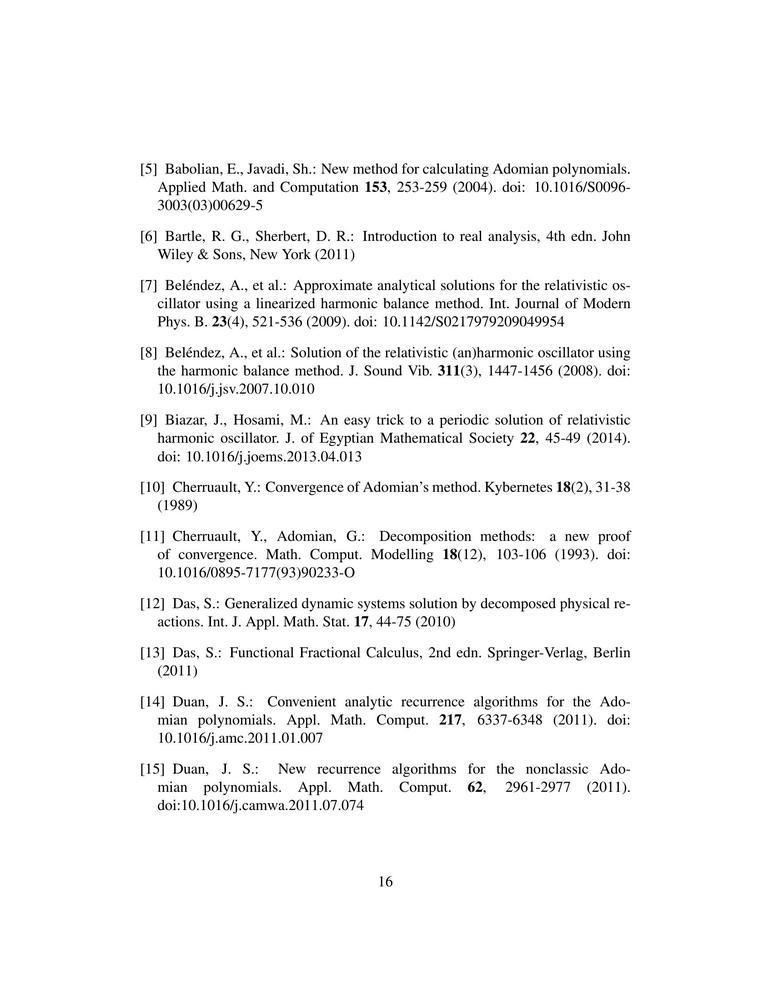 [5] Babolian, E., Javadi, Sh.: New method for calculating Adomian polynomials.
Applied Math. and Computation 153, 253-259 (2004). doi: 10.1016/S0096-
3003(03)00629-5
[6] Bartle, R. G., Sherbert, D. R.: Introduction to real analysis, 4th edn. John
Wiley & Sons, New York (2011)
[7] Beléndez, A., et al.: Approximate analytical solutions for the relativistic os-
cillator using a linearized harmonic balance method. Int. Journal of Modern
Phys. B. 23(4), 521-536 (2009). doi: 10.1142/S0217979209049954
[8] Beléndez, A., et al.: Solution of the relativistic (an)harmonic oscillator using
the harmonic balance method. J. Sound Vib. 311(3), 1447-1456 (2008). doi:
10.1016/j.jsv.2007.10.010
[9] Biazar, J., Hosami, M.: An easy trick to a periodic solution of relativistic
harmonic oscillator. J. of Egyptian Mathematical Society 22, 45-49 (2014).
doi: 10.1016/j.joems.2013.04.013
[10] Cherruault, Y.: Convergence of Adomian's method. Kybernetes 18(2), 31-38
(1989)
[11] Cherruault, Y., Adomian, G.: Decomposition methods: a new proof
of convergence. Math. Comput. Modelling 18(12), 103-106 (1993). doi:
10.1016/0895-7177(93)90233-O
[12] Das, S.: Generalized dynamic systems solution by decomposed physical re-
actions. Int. J. Appl. Math. Stat. 17, 44-75 (2010)
[13] Das, S.: Functional Fractional Calculus, 2nd edn. Springer-Verlag, Berlin
(2011)
[14] Duan, J. S.: Convenient analytic recurrence algorithms for the Ado-
mian polynomials. Appl. Math. Comput. 217, 6337-6348 (2011). doi:
10.1016/j.amc.2011.01.007
[15] Duan, J. S.: New recurrence algorithms for the nonclassic Ado-
mian polynomials. Appl. Math. Comput. 62, 2961-2977 (2011).
doi:10.1016/j.camwa.2011.07.074
16